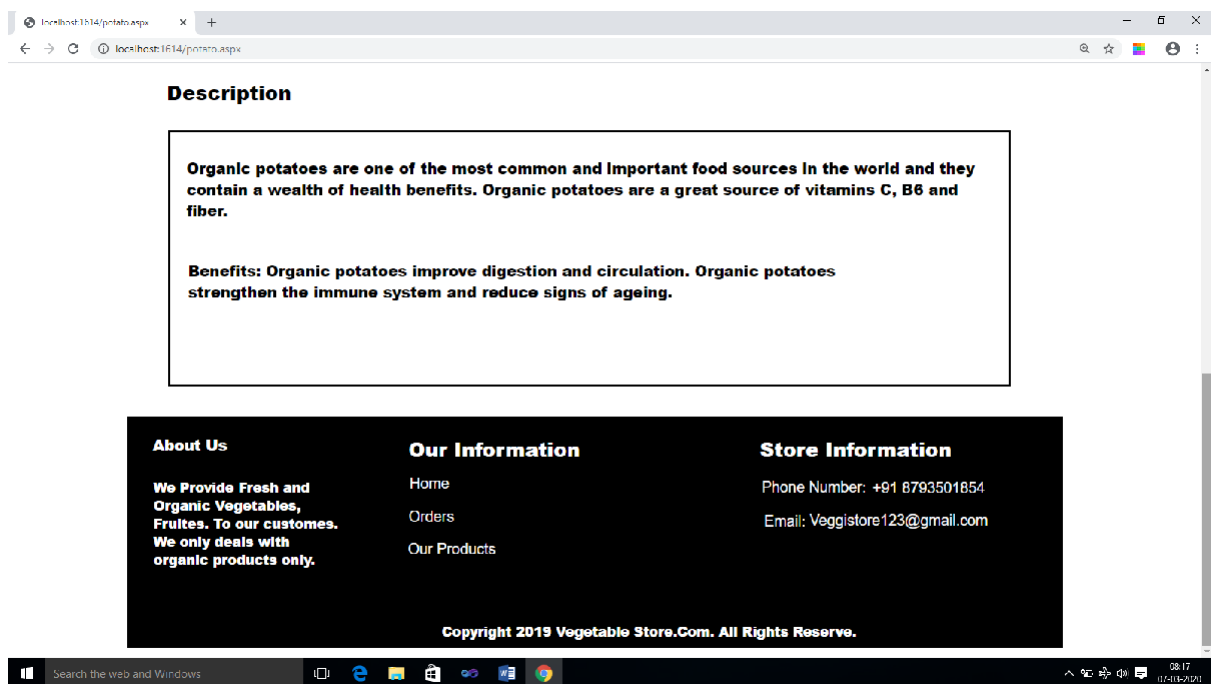 localhost:1614/potato.aspx
localhost:1614/potato.aspx
Description
Organic potatoes are one of the most common and important food sources in the world and they
contain a wealth of health benefits. Organic potatoes are a great source of vitamins C, B6 and
fiber.
Benefits: Organic potatoes improve digestion and circulation. Organic potatoes
strengthen the immune system and reduce signs of ageing.
About Us
We Provide Fresh and
Organic Vegetables,
Fruites. To our customes.
We only deals with
organic products only.
Our Information
Home
Orders
Our Products
Store Information
Phone Number: +91 8793501854
Email: Veggistore123@gmail.com
Copyright 2019 Vegetable Store.Com. All Rights Reserve.
Search the web and Windows
08:17
07-03-2020